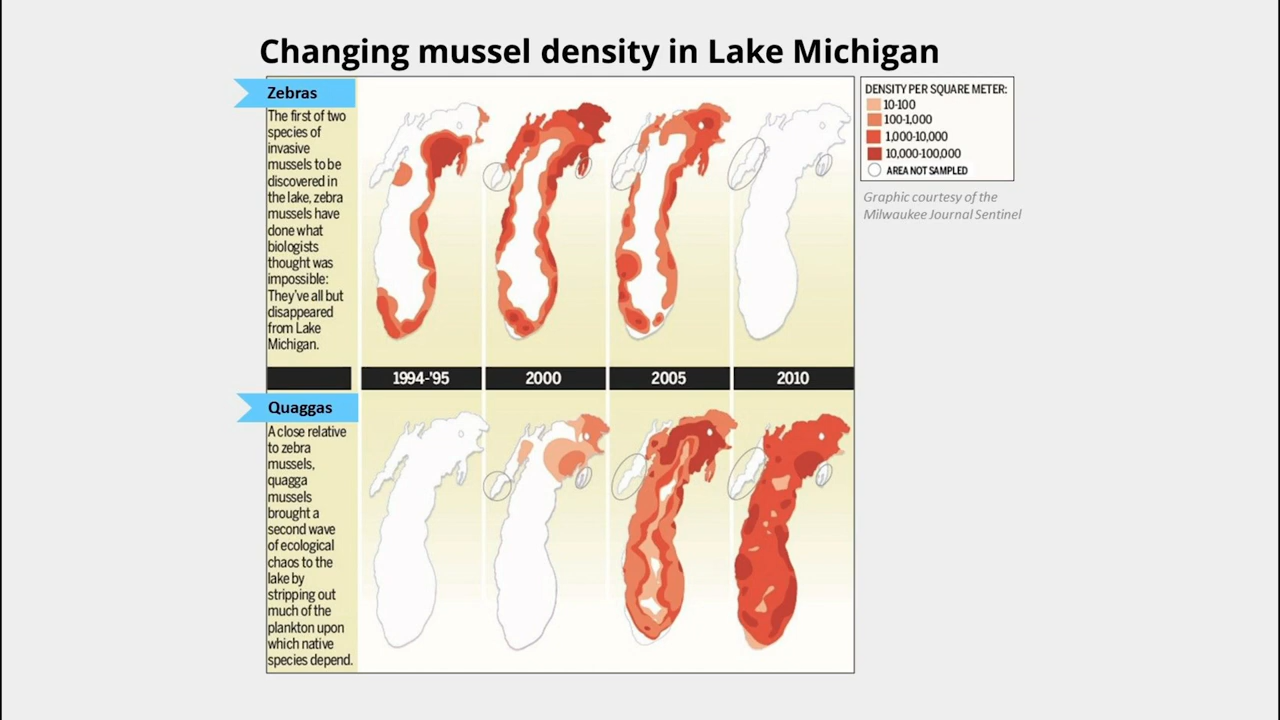 Changing mussel density in Lake Michigan
Zebras
The first of two
species of
invasive
mussels to be
discovered in
the lake, zebra
mussels have
done what
biologists
thought was
impossible:
They've all but
disappeared
from Lake
Michigan.
DENSITY PER SQUARE METER:
10-100
100-1,000
1,000-10,000
10,000-100,000
AREA NOT SAMPLED
Graphic courtesy of the
Milwaukee Journal Sentinel
1994-'95
2000
2005
2010
Quaggas
A close relative
to zebra
mussels,
quagga
mussels
brought a
second wave
of ecological
chaos to the
lake by
stripping out
much of the
plankton upon
which native
species depend.